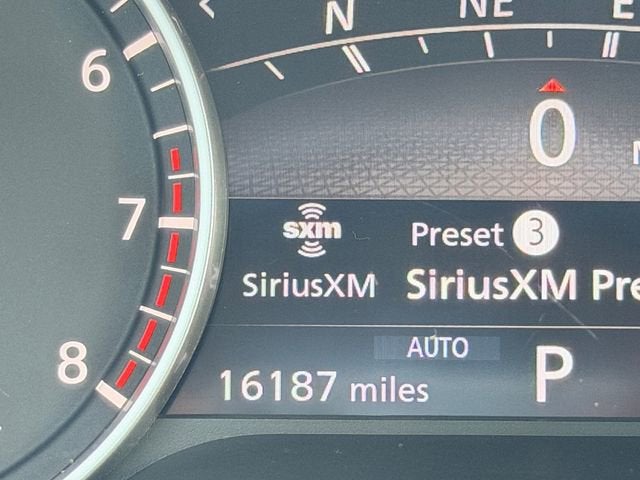 N NE E
6
0
7
sxm
Preset 3
SiriusXM SiriusXM Pre
8
AUTO
16187 miles P